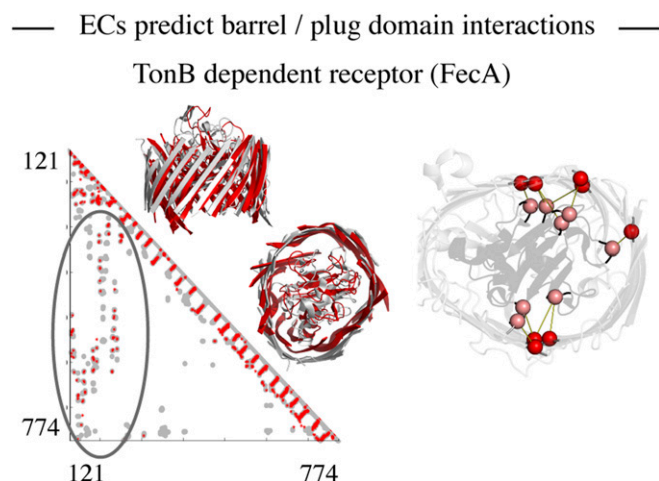 ECs predict barrel / plug domain interactions
TonB dependent receptor (FecA)
121
774
121
774